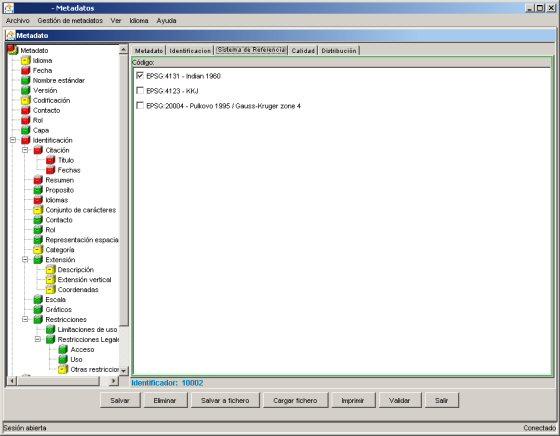 - Metadatos
Archivo Gestión de metadatos Ver Idioma Ayuda
Metadato
Metadato Identificacion Sistema de Referencia Calidad Distribución
Código:
EPSG:4131 - Indian 1960
EPSG:4123 - KKJ
EPSG:20004 - Pulkovo 1995 / Gauss-Kruger zone 4
Metadato
Idioma
Fecha
Nombre estándar
Versión
Codificación
Contacto
Rol
Capa
Identificación
Citación
Título
Fechas
Resumen
Proposito
Idiomas
Conjunto de carácteres
Contacto
Rol
Representación espacia
Categoría
Extensión
Descripción
Extensión vertical
Coordenadas
Escala
Gráficos
Restricciones
Limitaciones de uso
Restricciones Legale
Acceso
Uso
Otras restriccion
Identificador: 10002
Salvar Eliminar Salvar a fichero Cargar fichero Imprimir Validar Salir
Sesión abierta Conectado